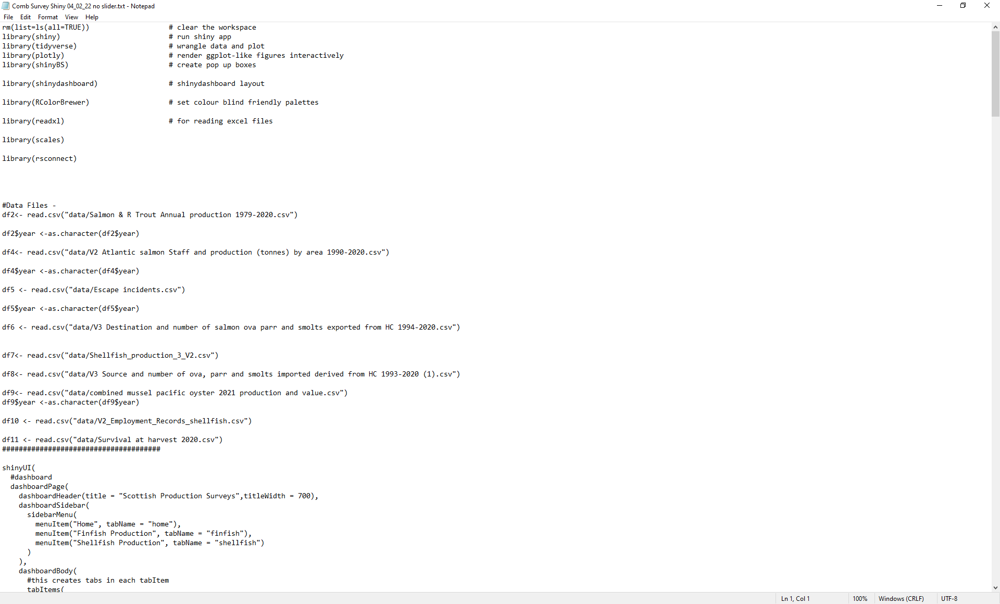 Comb Survey Shiny 04_02_22 no slider.txt - Notepad
File Edit Format View Help
rm(list=ls(all=TRUE)) # clear the workspace
library(shiny) # run shiny app
library(tidyverse) # wrangle data and plot
library(plotly) # render ggplot-like figures interactively
library(shinyBS) # create pop up boxes
library(shinydashboard) # shinydashboard layout
library(RColorBrewer) # set colour blind friendly palettes
library(readxl) # for reading excel files
library(scales)
library(rsconnect)
#Data Files -
df2<- read.csv("data/Salmon & R Trout Annual production 1979-2020.csv")
df2$year <-as.character(df2$year)
df4<- read.csv("data/V2 Atlantic salmon Staff and production (tonnes) by area 1990-2020.csv")
df4$year <-as.character(df4$year)
df5 <- read.csv("data/Escape incidents.csv")
df5$year <-as.character(df5$year)
df6 <- read.csv("data/V3 Destination and number of salmon ova parr and smolts exported from HC 1994-2020.csv")
df7<- read.csv("data/Shellfish_production_3_V2.csv")
df8<- read.csv("data/V3 Source and number of ova, parr and smolts imported derived from HC 1993-2020 (1).csv")
df9<- read.csv("data/combined mussel pacific oyster 2021 production and value.csv")
df9$year <-as.character(df9$year)
df10 <- read.csv("data/V2_Employment_Records_shellfish.csv")
df11 <- read.csv("data/Survival at harvest 2020.csv")
######################################
shinyUI(
#dashboard
dashboardPage(
dashboardHeader(title = "Scottish Production Surveys",titleWidth = 700),
dashboardSidebar(
sidebarMenu(
menuItem("Home", tabName = "home"),
menuItem("Finfish Production", tabName = "finfish"),
menuItem("Shellfish Production", tabName = "shellfish")
)
),
dashboardBody(
#this creates tabs in each tabItem
tabItems(
Ln 1, Col 1 100% Windows (CRLF) UTF-8